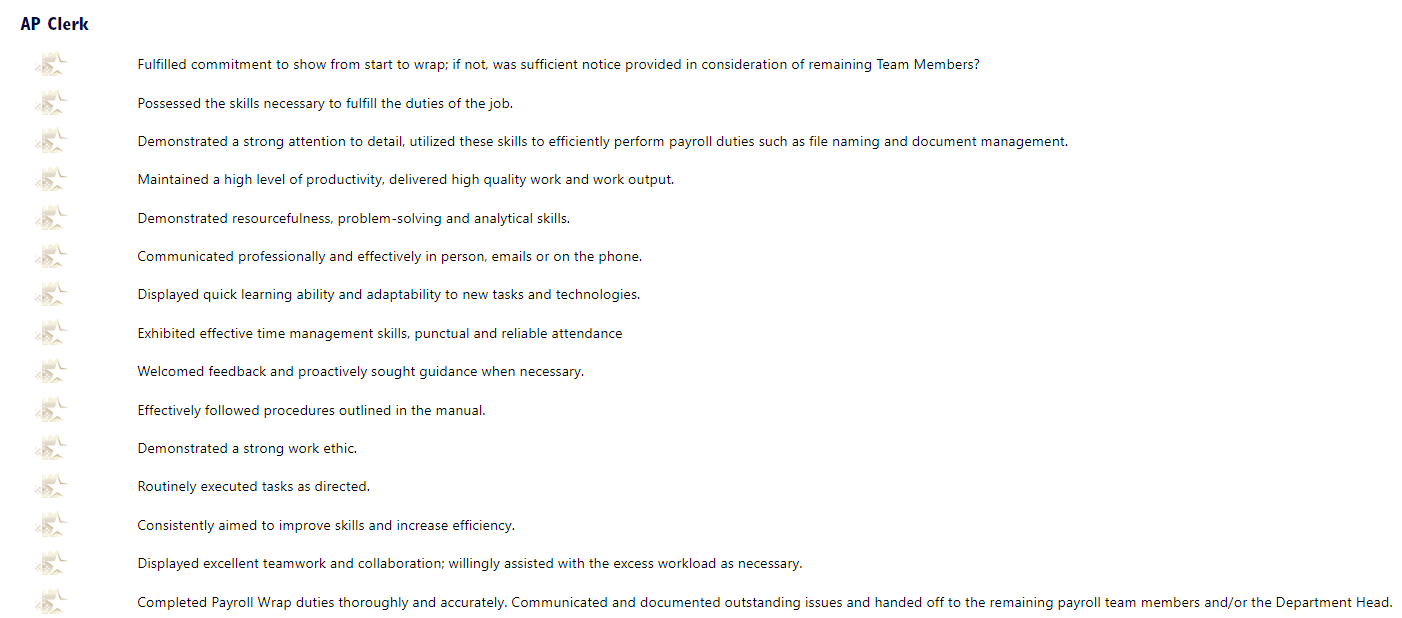 AP Clerk
Fulfilled commitment to show from start to wrap; if not, was sufficient notice provided in consideration of remaining Team Members?
Possessed the skills necessary to fulfill the duties of the job.
Demonstrated a strong attention to detail, utilized these skills to efficiently perform payroll duties such as file naming and document management.
Maintained a high level of productivity, delivered high quality work and work output.
Demonstrated resourcefulness, problem-solving and analytical skills.
Communicated professionally and effectively in person, emails or on the phone.
Displayed quick learning ability and adaptability to new tasks and technologies.
Exhibited effective time management skills, punctual and reliable attendance
Welcomed feedback and proactively sought guidance when necessary.
Effectively followed procedures outlined in the manual.
Demonstrated a strong work ethic.
Routinely executed tasks as directed.
Consistently aimed to improve skills and increase efficiency.
Displayed excellent teamwork and collaboration; willingly assisted with the excess workload as necessary.
Completed Payroll Wrap duties thoroughly and accurately. Communicated and documented outstanding issues and handed off to the remaining payroll team members and/or the Department Head.